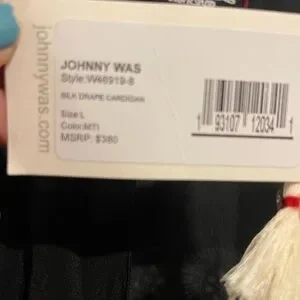 johnnywas.com
JOHNNY WAS
Style:W46919-8
SILK DRAPE CARDIGAN
Size:L
Color:MTI
MSRP: $380
1 93107 12034 1